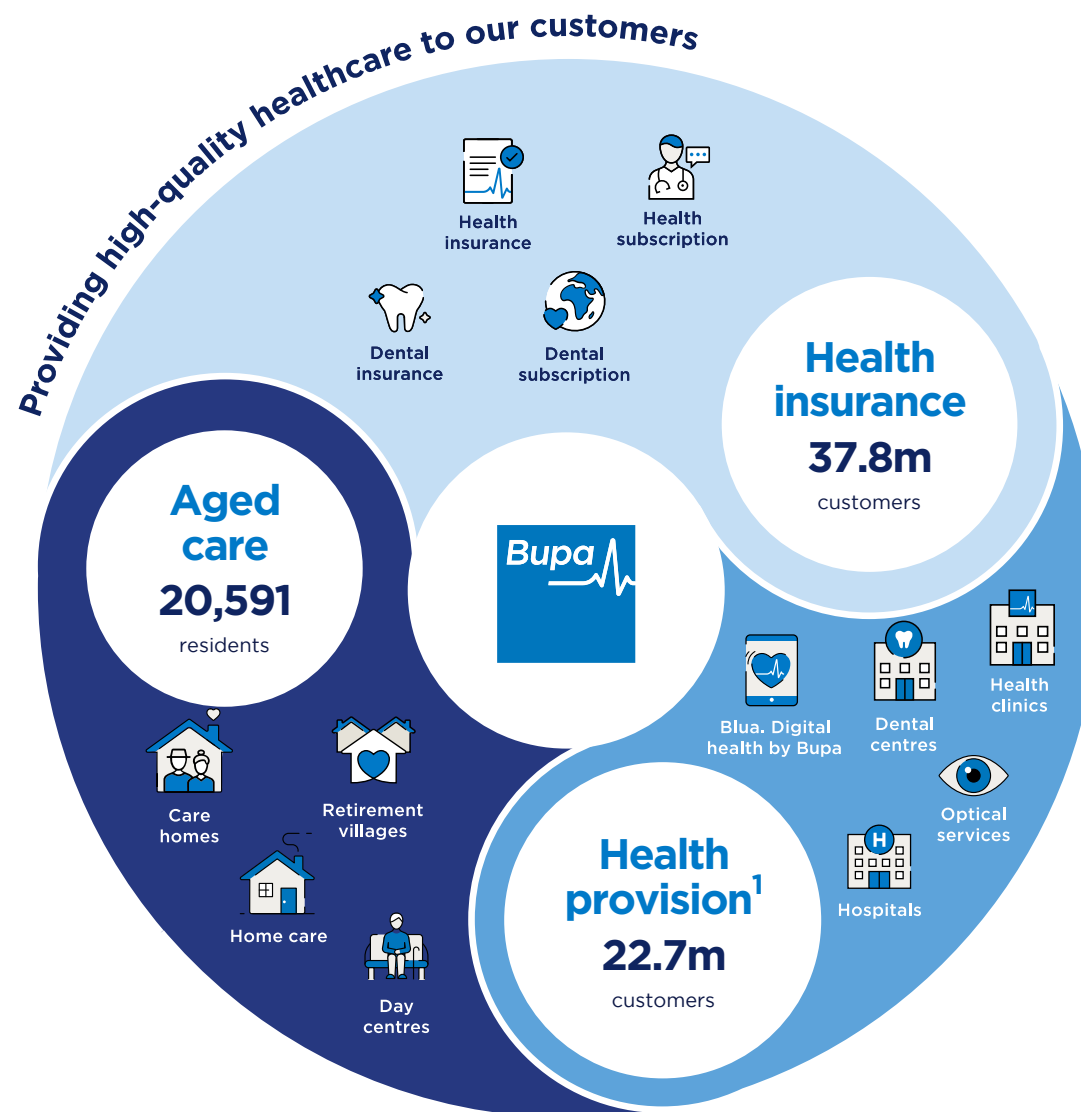 Providing high-quality healthcare to our customers
Health
insurance
Health
subscription
Dental
insurance
Dental
subscription
Health
insurance
37.8m
customers
Aged
care
20,591
residents
Bupa
Blua. Digital
health by Bupa
Dental
centres
Health
clinics
Optical
services
H
Hospitals
Care
homes
Retirement
villages
Home care
Day
centres
Health
provision¹
22.7m
customers